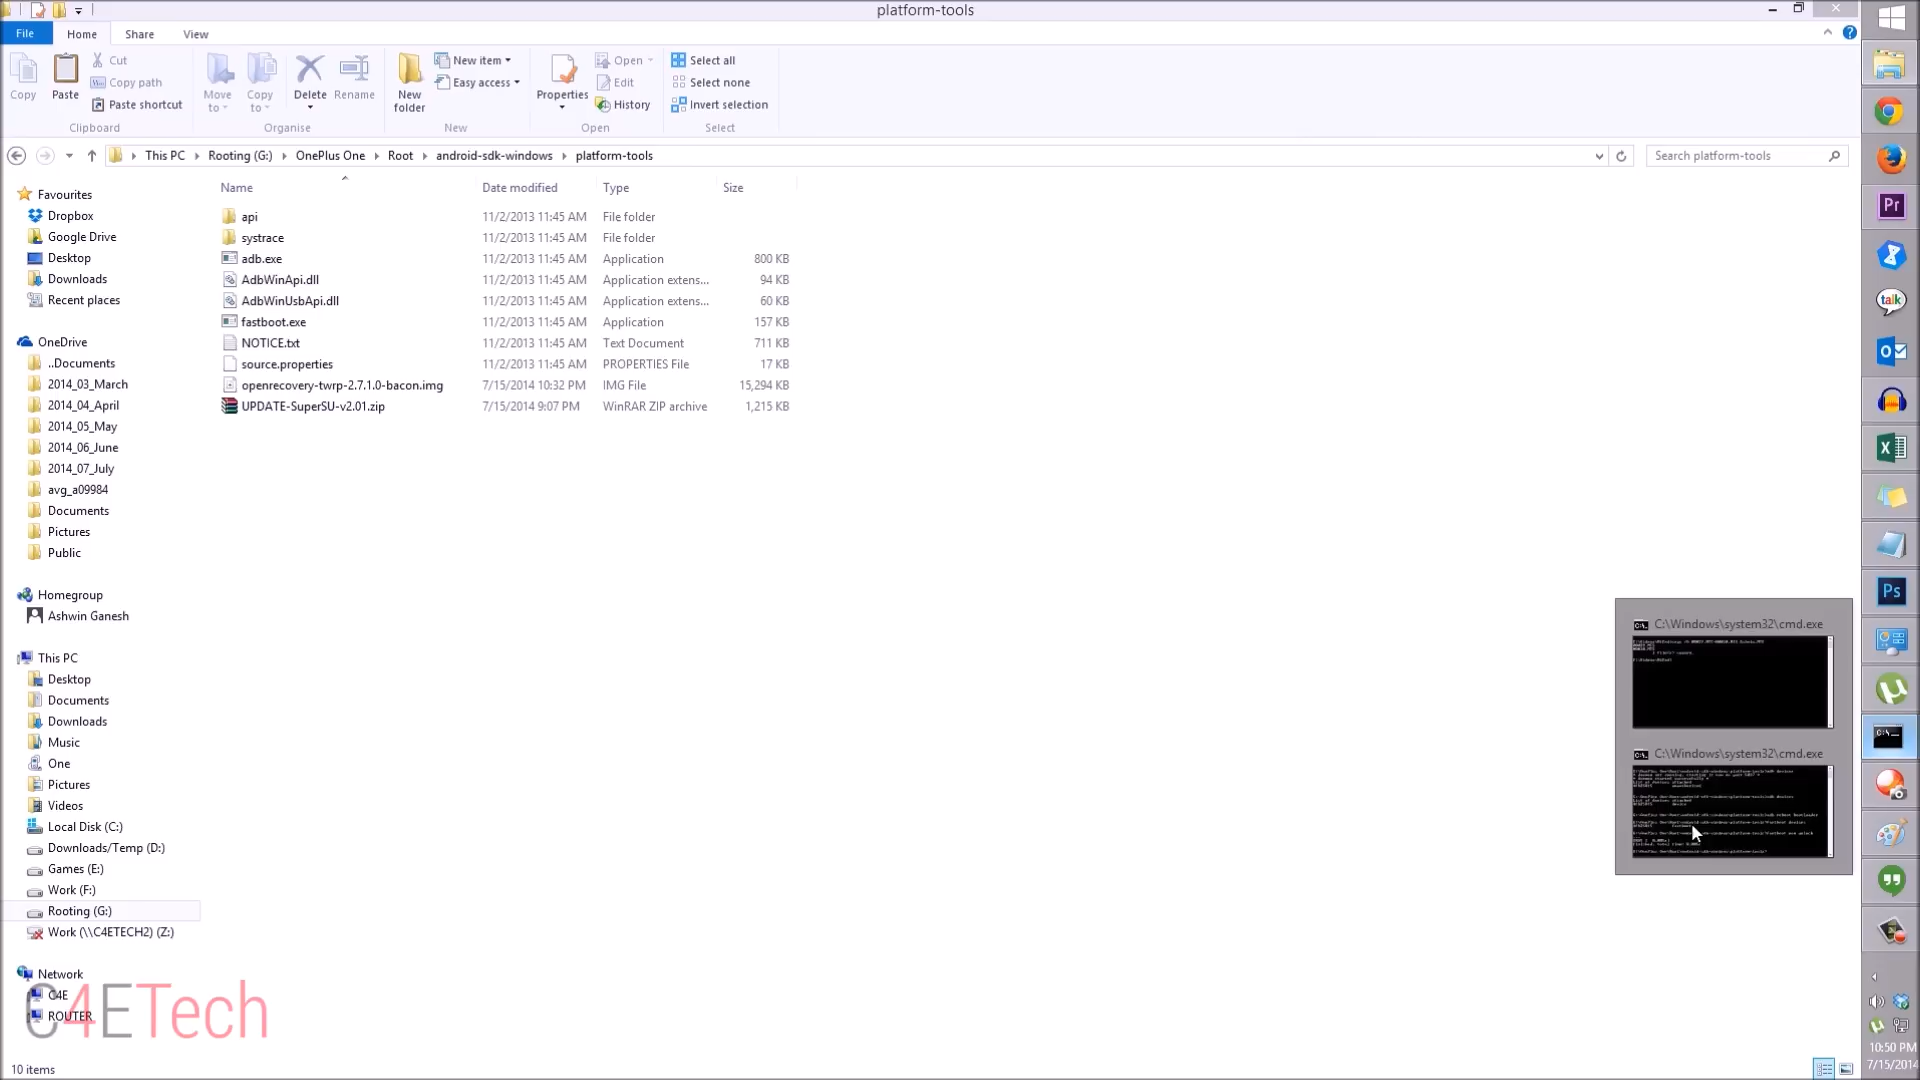 platform-tools
File
Home
Share
View
Copy
Paste
Cut
Copy path
Paste shortcut
Clipboard
Move to
Copy to
Delete
Rename
Organise
New folder
New item
Easy access
New
Properties
Open
Edit
History
Open
Select all
Select none
Invert selection
Select
This PC
Rooting (G:)
OnePlus One
Root
android-sdk-windows
platform-tools
Search platform-tools
Name Date modified Type Size
api 11/2/2013 11:45 AM File folder
systrace 11/2/2013 11:45 AM File folder
adb.exe 11/2/2013 11:45 AM Application 800 KB
AdbWinApi.dll 11/2/2013 11:45 AM Application extens... 94 KB
AdbWinUsbApi.dll 11/2/2013 11:45 AM Application extens... 60 KB
fastboot.exe 11/2/2013 11:45 AM Application 157 KB
NOTICE.txt 11/2/2013 11:45 AM Text Document 711 KB
source.properties 11/2/2013 11:45 AM PROPERTIES File 17 KB
openrecovery-twrp-2.7.1.0-bacon.img 7/15/2014 10:32 PM IMG File 15,294 KB
UPDATE-SuperSU-v2.01.zip 7/15/2014 9:07 PM WinRAR ZIP archive 1,215 KB
Favourites
Dropbox
Google Drive
Desktop
Downloads
Recent places
OneDrive
..Documents
2014_03_March
2014_04_April
2014_05_May
2014_06_June
2014_07_July
avg_a09984
Documents
Pictures
Public
Homegroup
Ashwin Ganesh
This PC
Desktop
Documents
Downloads
Music
One
Pictures
Videos
Local Disk (C:)
Downloads/Temp (D:)
Games (E:)
Work (F:)
Rooting (G:)
Work (\\C4ETECH2) (Z:)
Network
C4E
ROUTER
C4ETech
10 items
C:\Windows\system32\cmd.exe
C:\Windows\system32\cmd.exe
Pr
talk
Ps
10:50 PM
7/15/2014